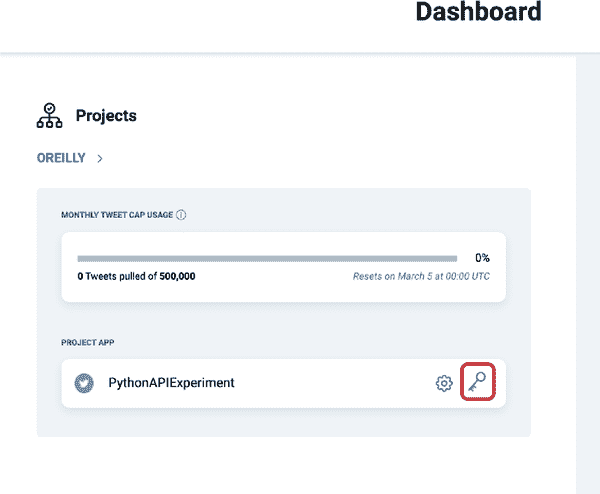 Dashboard
Projects
OREILLY >
MONTHLY TWEET CAP USAGE
0%
0 Tweets pulled of 500,000
Resets on March 5 at 00:00 UTC
PROJECT APP
PythonAPIExperiment